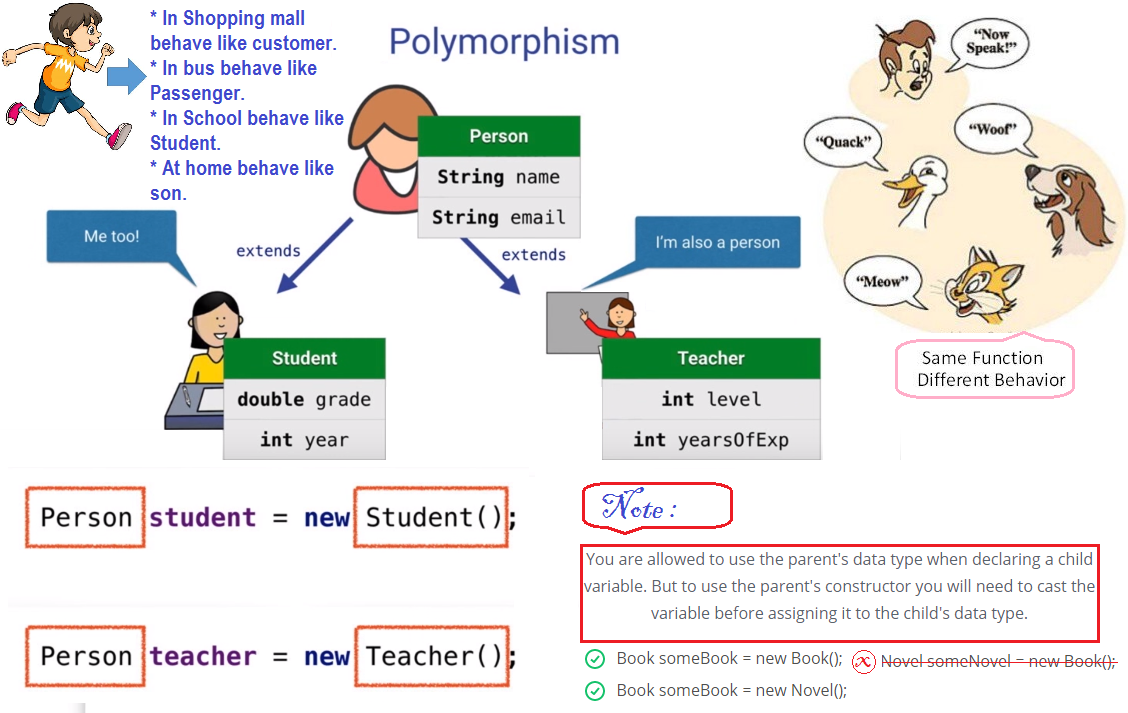 * In Shopping mall
behave like customer.
* In bus behave like
Passenger.
* In School behave like
Student.
* At home behave like
son.
Polymorphism
Person
String name
String email
"Now
Speak!"
"Quack"
"Woof"
"Meow"
Same Function
Different Behavior
Me too!
extends
extends
I'm also a person
Student
double grade
int year
Teacher
int level
int yearsOfExp
Person student = new Student();
Person teacher = new Teacher();
Note :
You are allowed to use the parent's data type when declaring a child
variable. But to use the parent's constructor you will need to cast the
variable before assigning it to the child's data type.
Book someBook = new Book(); x Novel someNovel = new Book();
Book someBook = new Novel();